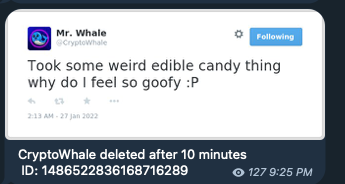 Mr. Whale
@CryptoWhale
Following
Took some weird edible candy thing
why do I feel so goofy :P
2:13 AM - 27 Jan 2022
CryptoWhale deleted after 10 minutes
ID: 1486522836168716289
127 9:25 PM